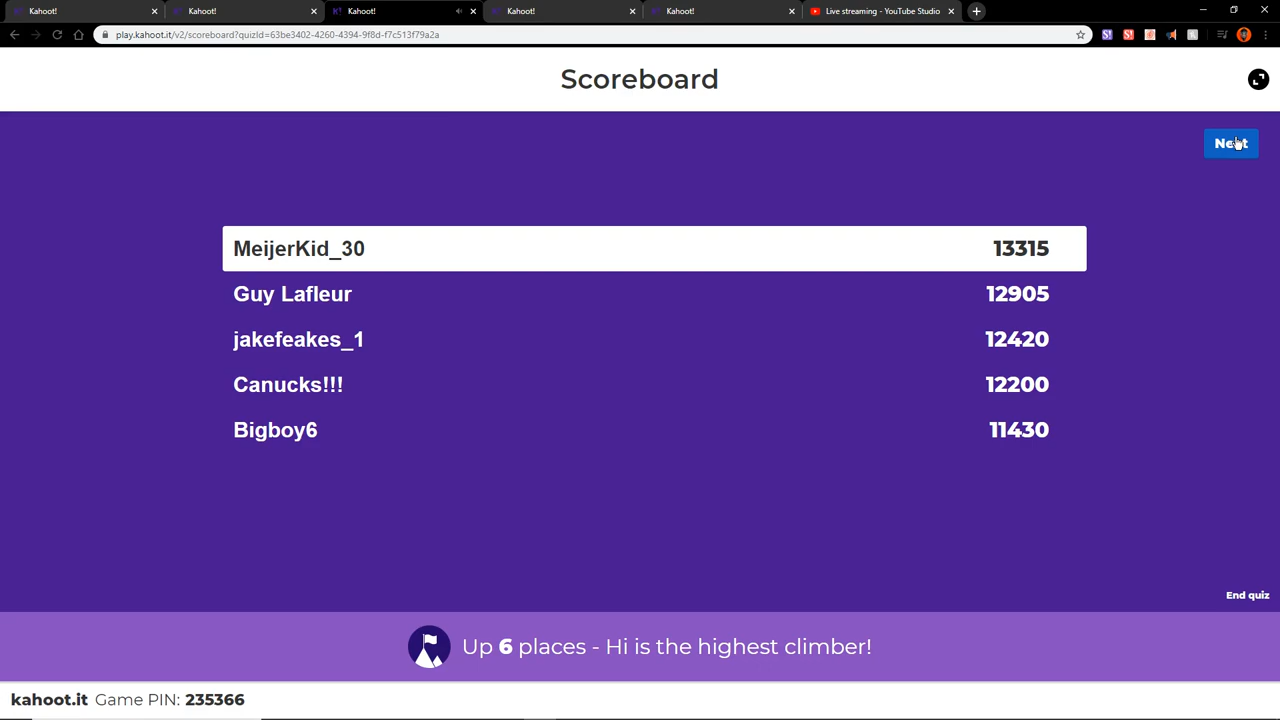 Kahoot!
Kahoot!
Kahoot!
Kahoot!
Kahoot!
Live streaming - YouTube Studio
play.kahoot.it/v2/scoreboard?quizId=63be3402-4260-4394-9f8d-f7c513f79a2a
Scoreboard
Next
MeijerKid_30 13315
Guy Lafleur 12905
jakefeakes_1 12420
Canucks!!! 12200
Bigboy6 11430
End quiz
Up 6 places - Hi is the highest climber!
kahoot.it Game PIN: 235366